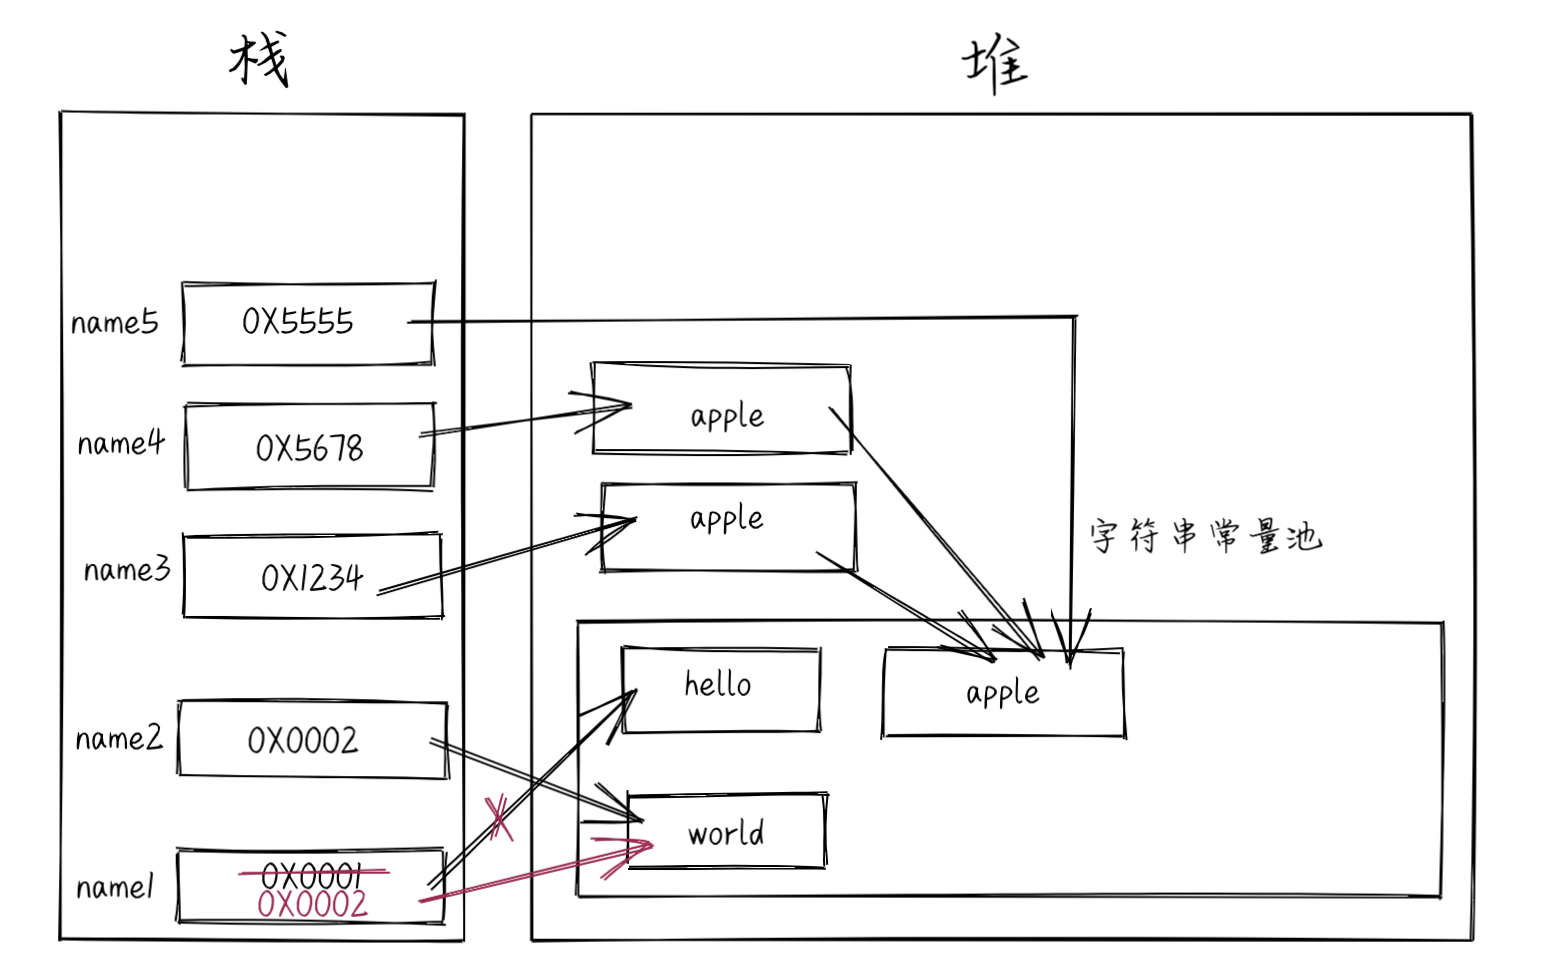 栈
堆
name5
0X5555
name4
0X5678
apple
name3
0X1234
apple
字符串常量池
name2
0X0002
hello
apple
name1
0X0001
0X0002
world